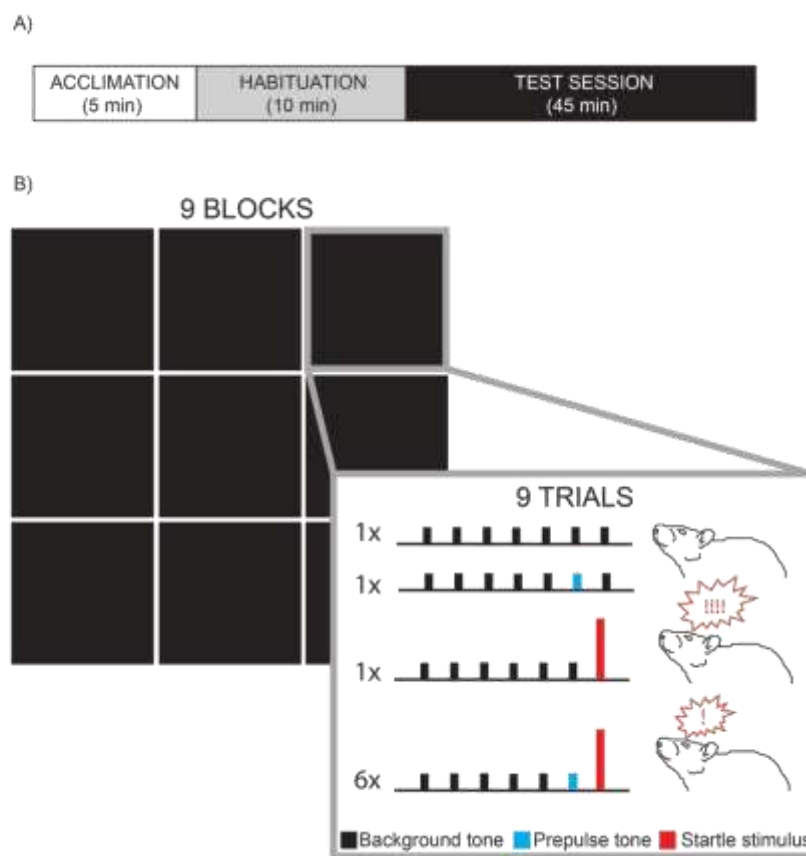 A)
ACCLIMATION HABITUATION TEST SESSION
(5 min) (10 min) (45 min)
B)
9 BLOCKS
9 TRIALS
1x
1x
!!!!
1x
!
6x
Background tone Prepulse tone Startle stimulus